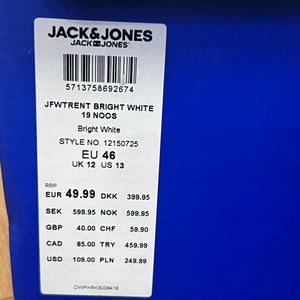 JACK&JONES
JACK&JONES
5713758692674
JFWTRENT BRIGHT WHITE
19 NOOS
Bright White
STYLE NO. 12150725
EU 46
UK 12 US 13
RRP
EUR 49.99 DKK 399.95
SEK 599.95 NOK 599.95
GBP 40.00 CHF 59.90
CAD 85.00 TRY 459.99
USD 109.00 PLN 249.99